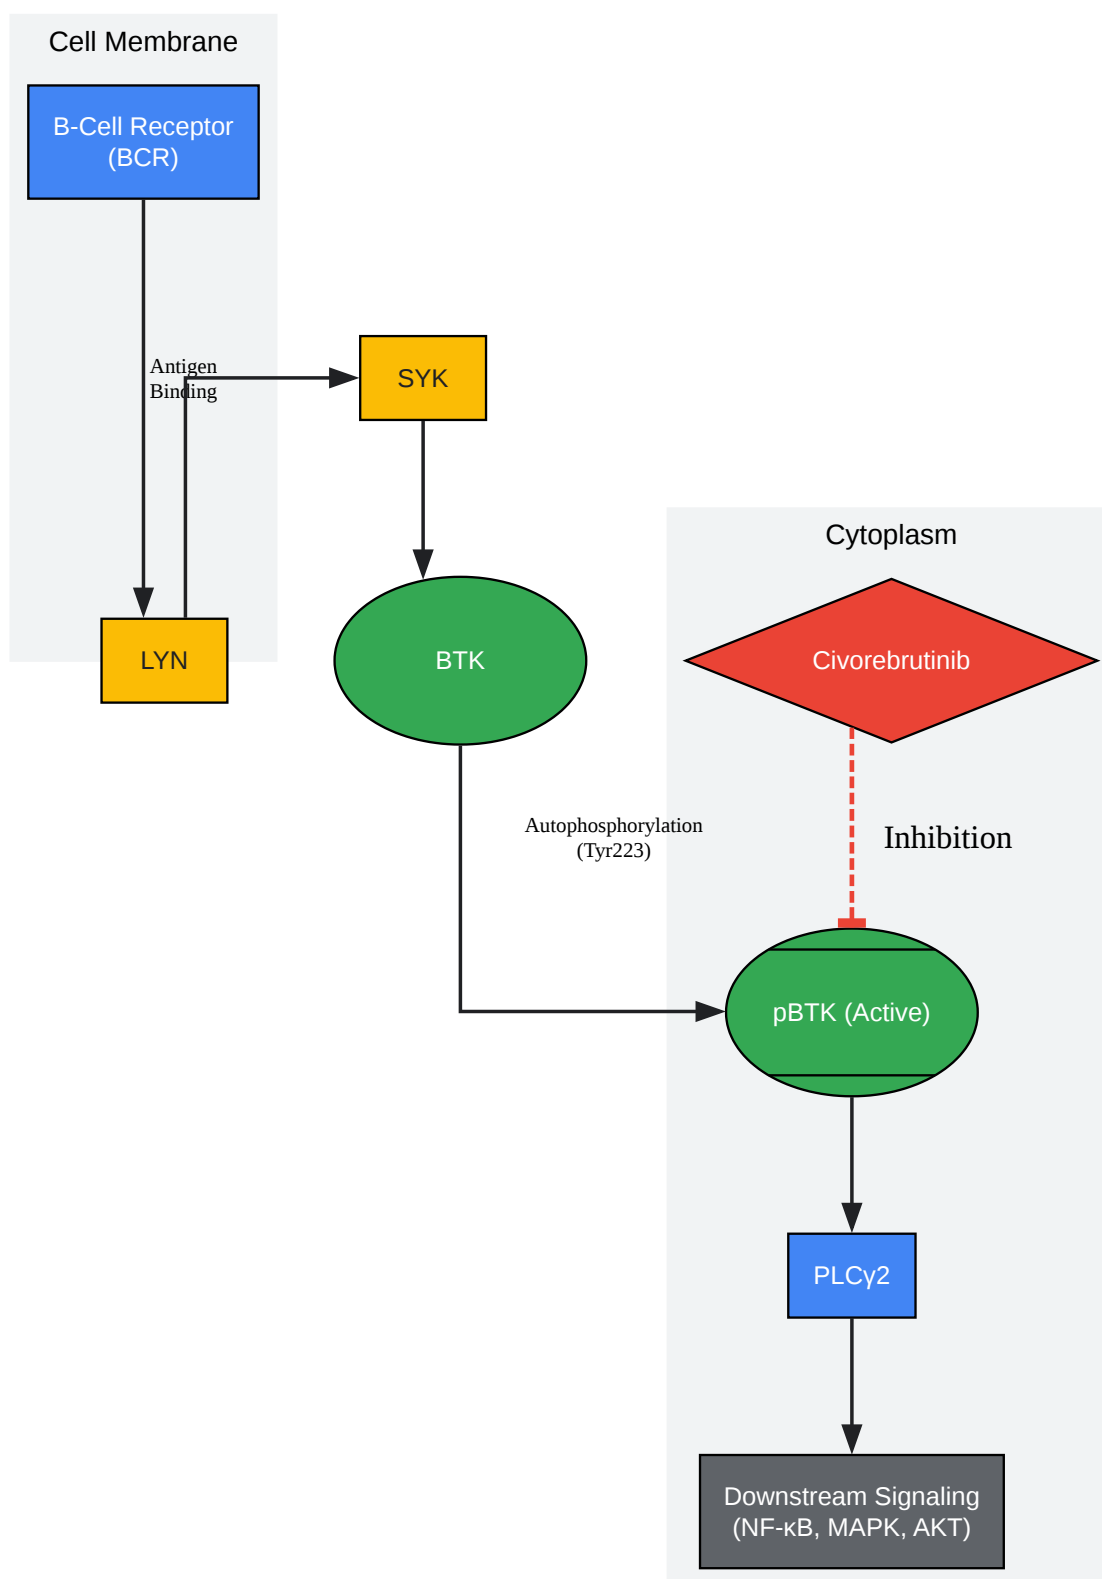 Cell Membrane
B-Cell Receptor
(BCR)
Antigen
Binding
SYK
LYN
BTK
Cytoplasm
Civorebrutinib
Autophosphorylation
(Tyr223)
Inhibition
pBTK (Active)
PLCγ2
Downstream Signaling
(NF-κB, MAPK, AKT)